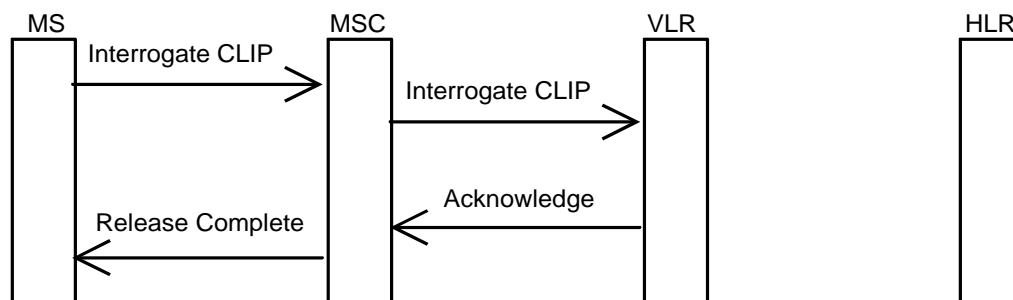 MS
MSC
VLR
HLR
Interrogate CLIP
Interrogate CLIP
Acknowledge
Release Complete